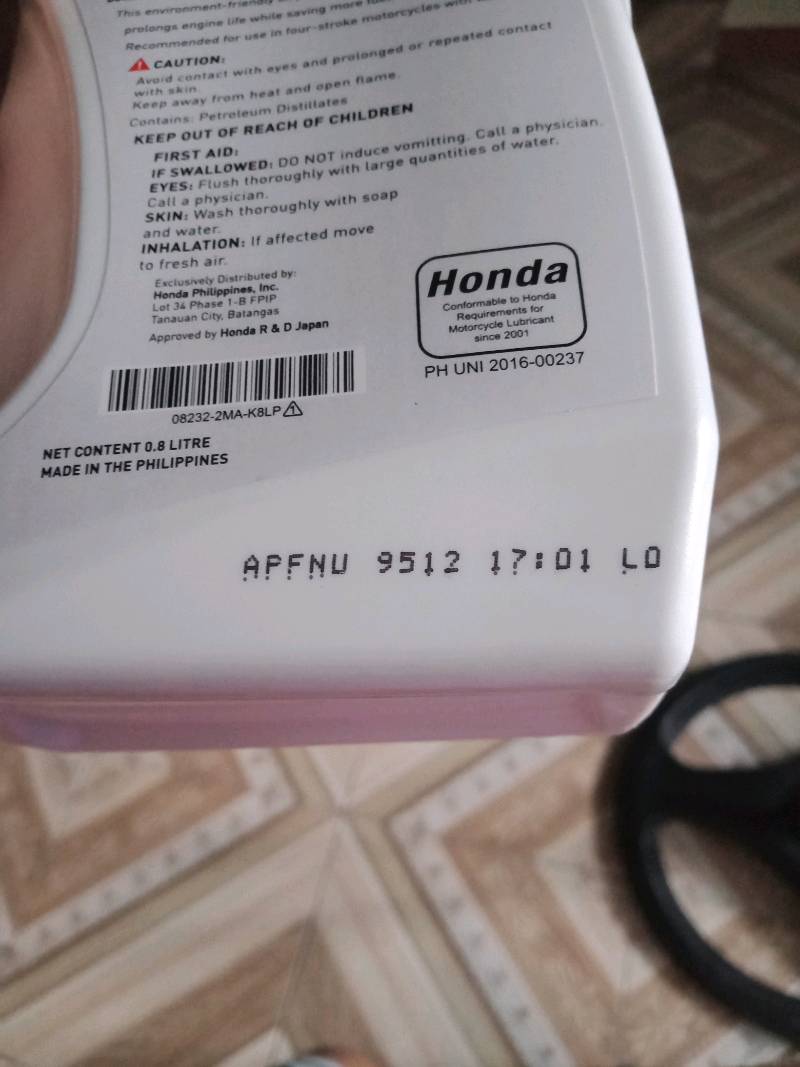 This environment-friendly
prolongs engine life while saving more
Recommended for use in four-stroke motorcycles with
CAUTION:
Avoid contact with eyes and prolonged or repeated contact
with skin.
Keep away from heat and open flame.
Contains: Petroleum Distillates
KEEP OUT OF REACH OF CHILDREN
FIRST AID:
IF SWALLOWED: DO NOT induce vomitting. Call a physician.
EYES: Flush thoroughly with large quantities of water.
Call a physician.
SKIN: Wash thoroughly with soap
and water.
INHALATION: If affected move
to fresh air.
Exclusively Distributed by:
Honda Philippines, Inc.
Lot 34 Phase 1-B FPIP
Tanauan City, Batangas
Approved by Honda R & D Japan
08232-2MA-K8LP 1
Honda
Conformable to Honda
Requirements for
Motorcycle Lubricant
since 2001
PH UNI 2016-00237
NET CONTENT 0.8 LITRE
MADE IN THE PHILIPPINES
APFNU 9512 17:01 LO